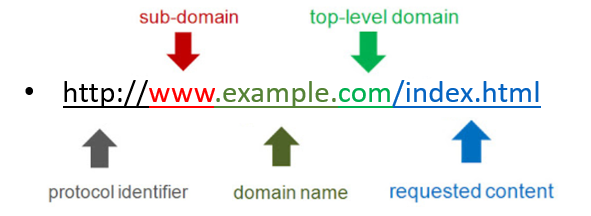 sub-domain top-level domain
• http://www.example.com/index.html
protocol identifier domain name requested content